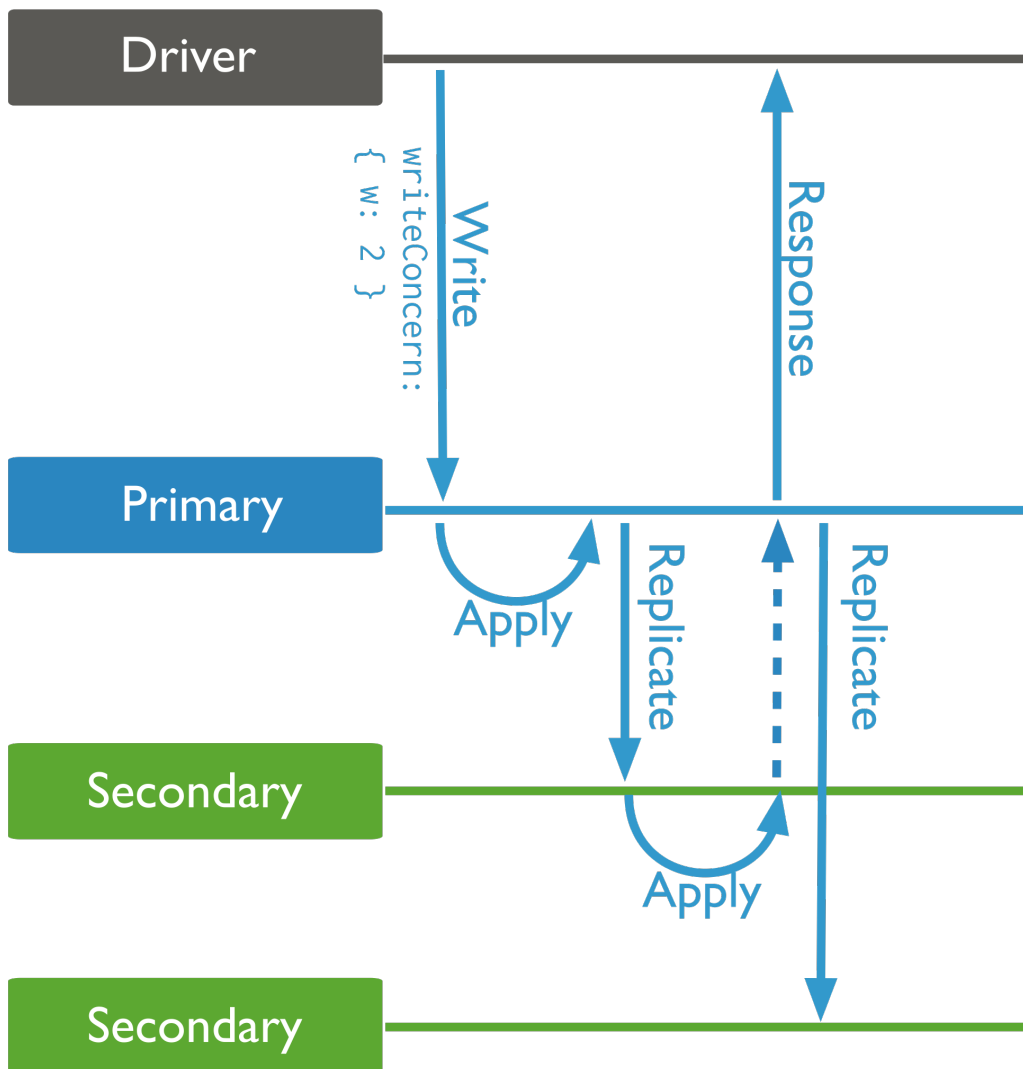 Driver
writeConcern:
{ w: 2 }
Write
Response
Primary
Apply
Replicate
Replicate
Secondary
Apply
Secondary